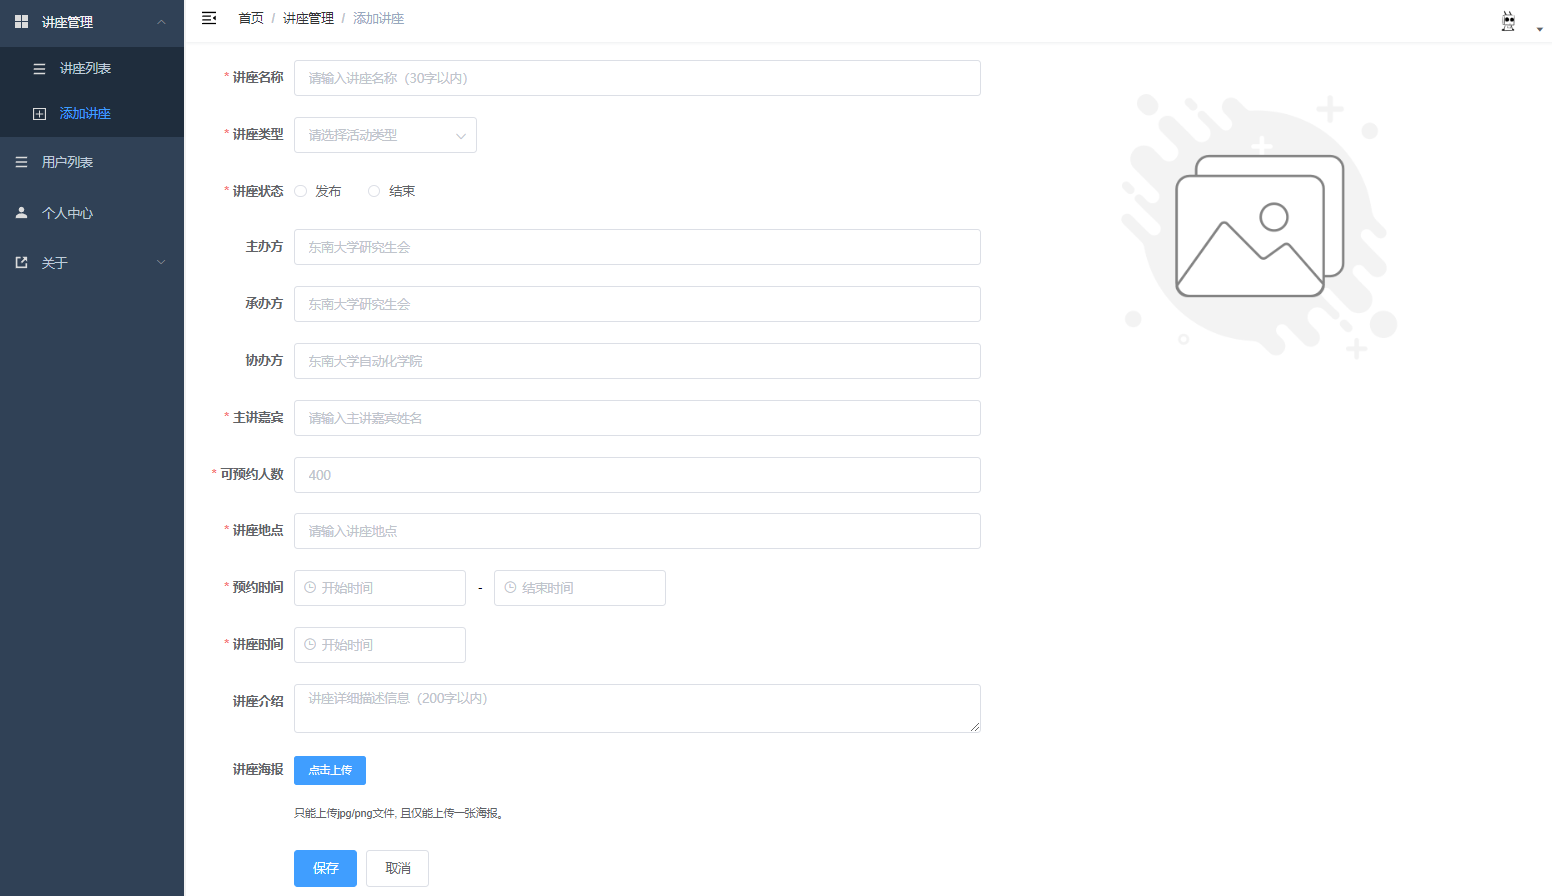 讲座管理
讲座列表
添加讲座
用户列表
个人中心
关于
首页 / 讲座管理 / 添加讲座
* 讲座名称 请输入讲座名称（30字以内）
* 讲座类型 请选择活动类型
* 讲座状态 发布 结束
主办方 东南大学研究生会
承办方 东南大学研究生会
协办方 东南大学自动化学院
* 主讲嘉宾 请输入主讲嘉宾姓名
* 可预约人数 400
* 讲座地点 请输入讲座地点
* 预约时间 开始时间 - 结束时间
* 讲座时间 开始时间
讲座介绍 讲座详细描述信息（200字以内）
讲座海报 点击上传
只能上传jpg/png文件, 且仅能上传一张海报。
保存 取消